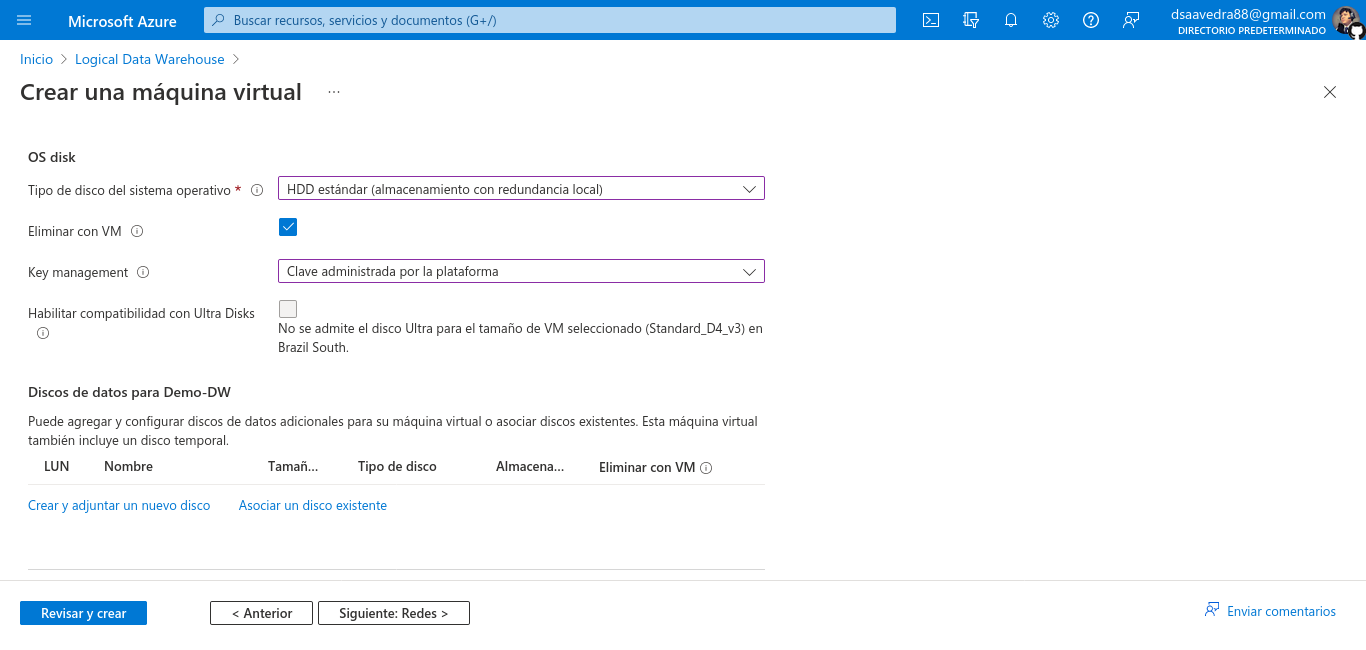 Microsoft Azure
Buscar recursos, servicios y documentos (G+/)
dsaavedra88@gmail.com
DIRECTORIO PREDETERMINADO
Inicio > Logical Data Warehouse >
Crear una máquina virtual ...
OS disk
Tipo de disco del sistema operativo *
HDD estándar (almacenamiento con redundancia local)
Eliminar con VM
Key management
Clave administrada por la plataforma
Habilitar compatibilidad con Ultra Disks
No se admite el disco Ultra para el tamaño de VM seleccionado (Standard_D4_v3) en
Brazil South.
Discos de datos para Demo-DW
Puede agregar y configurar discos de datos adicionales para su máquina virtual o asociar discos existentes. Esta máquina virtual
también incluye un disco temporal.
LUN Nombre Tamañ... Tipo de disco Almacena... Eliminar con VM
Crear y adjuntar un nuevo disco Asociar un disco existente
Revisar y crear < Anterior Siguiente: Redes > Enviar comentarios